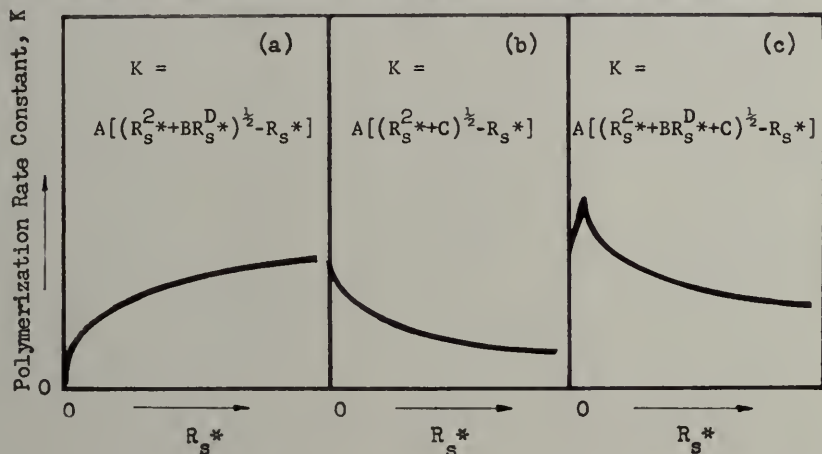 Polymerization Rate Constant, K
(a)
K =
A[(R_s^2*+BR_s^D*)^½-R_s*]
(b)
K =
A[(R_s^2*+C)^½-R_s*]
(c)
K =
A[(R_s^2*+BR_s^D*+C)^½-R_s*]
0
0
0
0
R_s*
R_s*
R_s*